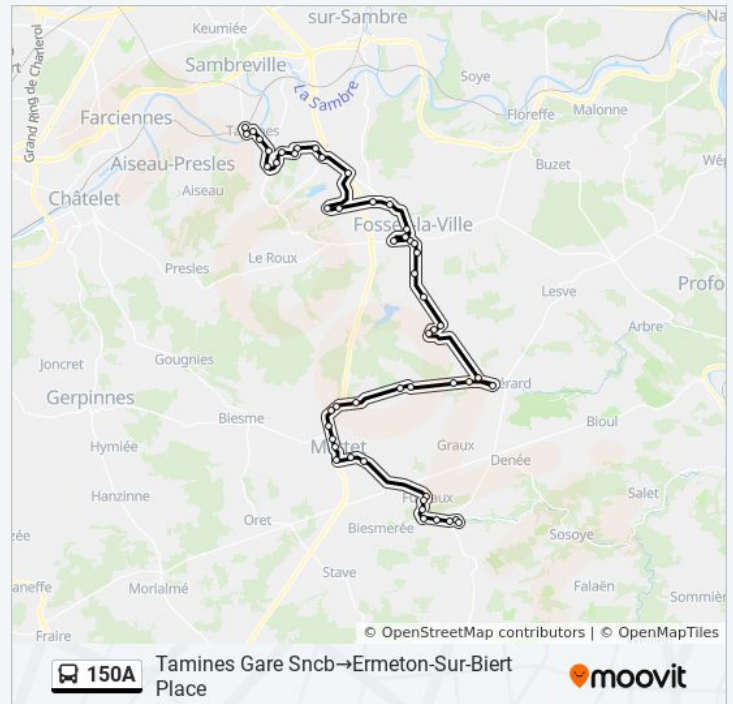 Keumiée
sur-Sambre
Na
Sambreville
La Sambre
Soye
Grand Ring de Charleroi
Farciennes
Floreffe
Malonne
Aiseau-Presles
Aiseau
Buzet
Wép
Châtelet
Le Roux
Presles
Profo
Lesve
Arbre
Joncret
Gougnies
Gerpinnes
Biesme
Bioul
Hymiée
Graux
Denée
Hanzinne
Oret
Biesmerée
Salet
Sosoye
zée
Stave
aneffe
Morialmé
Falaën
Sommièr
Fraire
© OpenStreetMap contributors | © OpenMapTiles
150A
Tamines Gare Sncb→Ermeton-Sur-Biert
Place
moovit